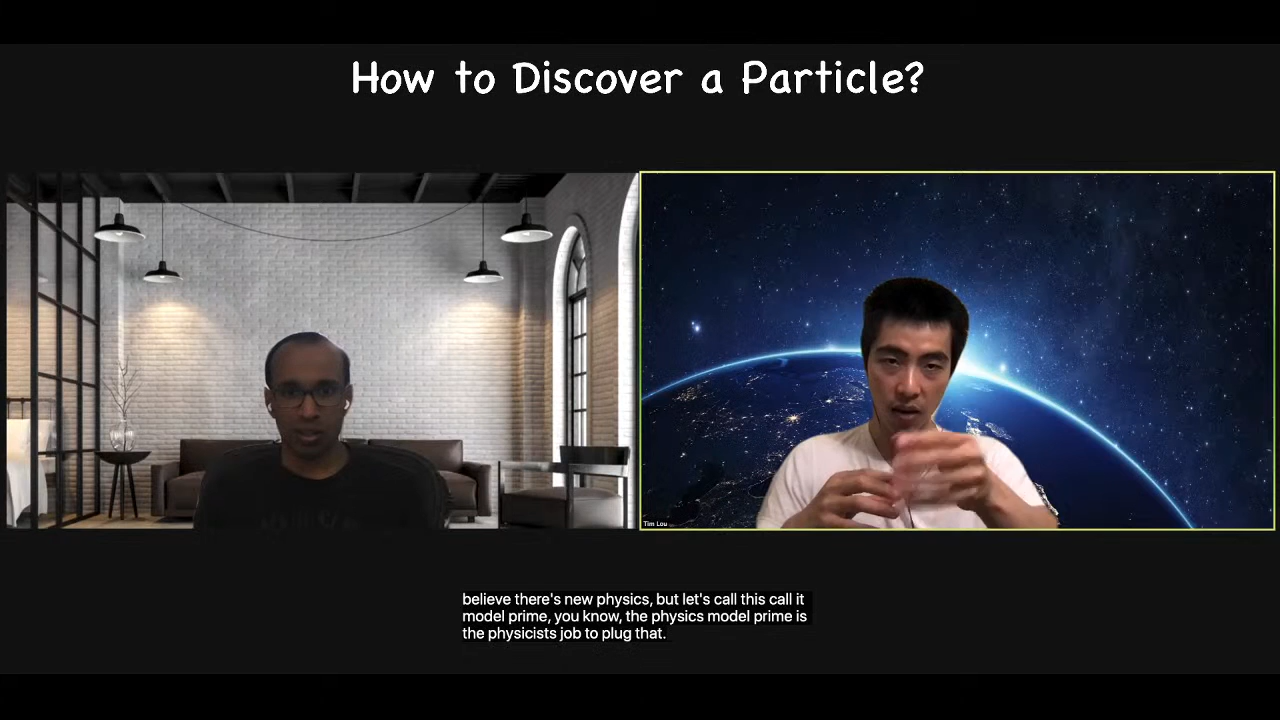 How to Discover a Particle?
Tim Lou
believe there's new physics, but let's call this call it
model prime, you know, the physics model prime is
the physicists job to plug that.